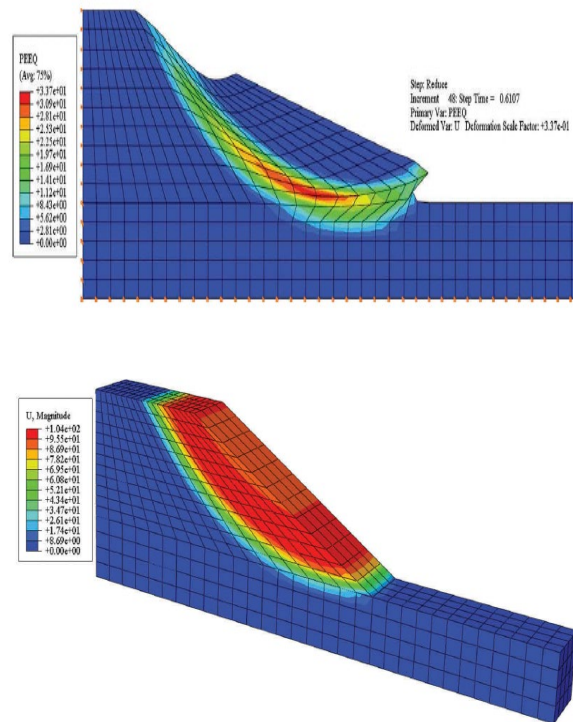 PEEQ
(Avg: 75%)
+3.37e+01
+3.09e+01
+2.81e+01
+2.53e+01
+2.25e+01
+1.97e+01
+1.69e+01
+1.41e+01
+1.12e+01
+8.43e+00
+5.62e+00
+2.81e+00
+0.00e+00
Step: Reduce
Increment 48: Step Time = 0.6107
Primary Var: PEEQ
Deformed Var: U Deformation Scale Factor: +3.37e-01
U, Magnitude
+1.04e+02
+9.55e+01
+8.69e+01
+7.82e+01
+6.95e+01
+6.08e+01
+5.21e+01
+4.34e+01
+3.47e+01
+2.61e+01
+1.74e+01
+8.69e+00
+0.00e+00